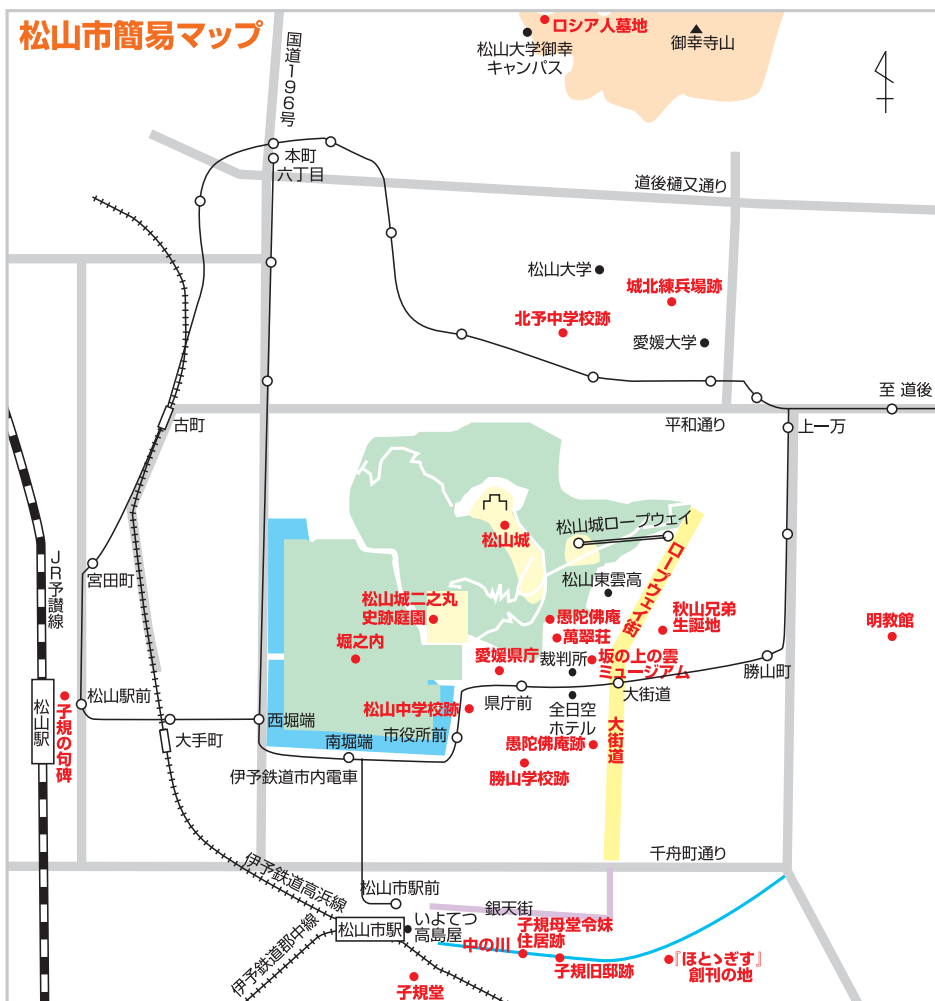 松山市簡易マップ
国道196号
ロシア人墓地
松山大学御幸
キャンパス
御幸寺山
本町
六丁目
道後樋又通り
松山大学
城北練兵場跡
北予中学校跡
愛媛大学
至 道後
古町
平和通り
上一万
松山城
松山城ロープウェイ
ロープウェイ街
JR予讃線
宮田町
松山東雲高
松山城二之丸
史跡庭園
愚陀佛庵
萬翠荘
秋山兄弟
生誕地
明教館
堀之内
愛媛県庁
裁判所
坂の上の雲
ミュージアム
勝山町
松山駅
子規の句碑
松山駅前
西堀端
大手町
松山中学校跡
市役所前
県庁前
全日空
ホテル
大街道
大街道
南堀端
愚陀佛庵跡
勝山学校跡
伊予鉄道市内電車
千舟町通り
伊予鉄道高浜線
松山市駅前
銀天街
伊予鉄道郡中線
松山市駅
いよてつ
高島屋
中の川
子規母堂令妹
住居跡
子規旧邸跡
『ほとゝぎす』
創刊の地
子規堂